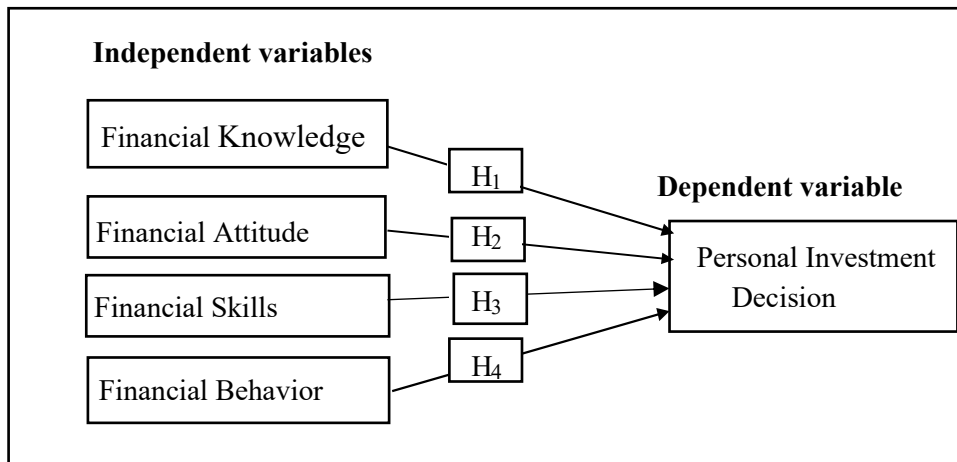 Independent variables
Financial Knowledge
H1
Dependent variable
Financial Attitude
H2
Personal Investment
Decision
Financial Skills
H3
Financial Behavior
H4